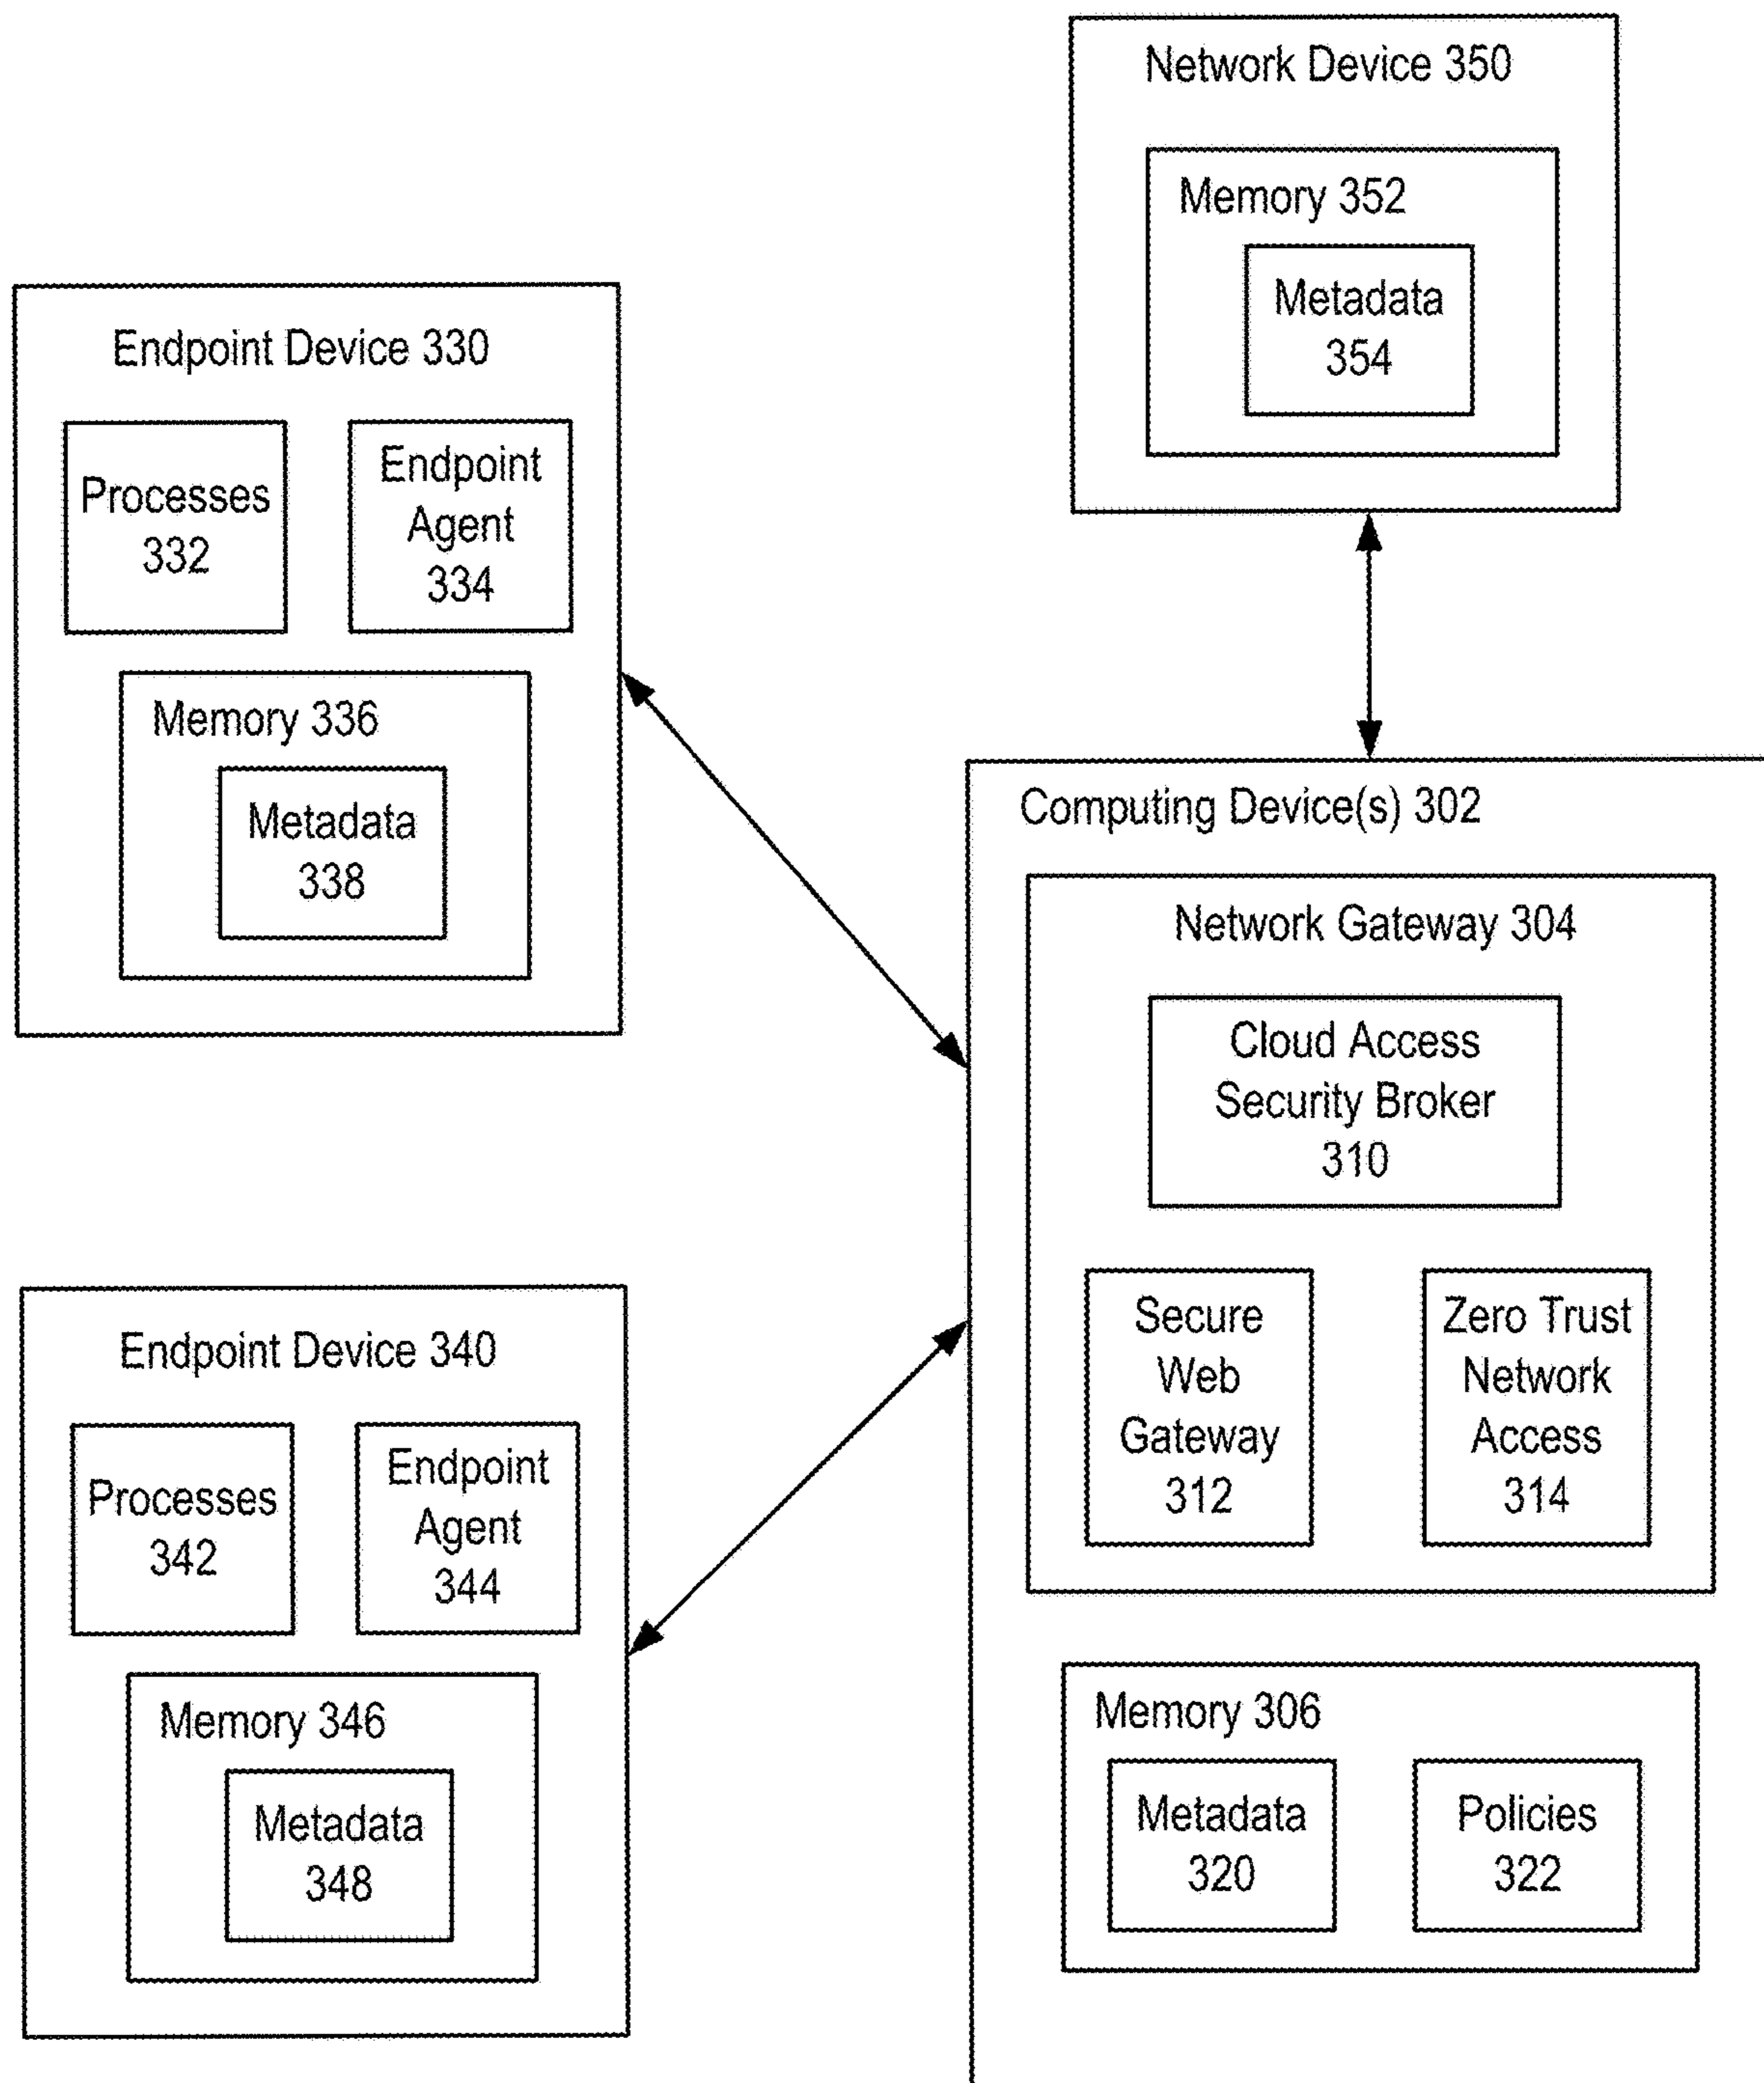 Network Device 350
Memory 352
Metadata
354
Endpoint Device 330
Processes
332
Endpoint
Agent
334
Memory 336
Metadata
338
Computing Device(s) 302
Network Gateway 304
Cloud Access
Security Broker
310
Secure
Web
Gateway
312
Zero Trust
Network
Access
314
Endpoint Device 340
Processes
342
Endpoint
Agent
344
Memory 346
Metadata
348
Memory 306
Metadata
320
Policies
322